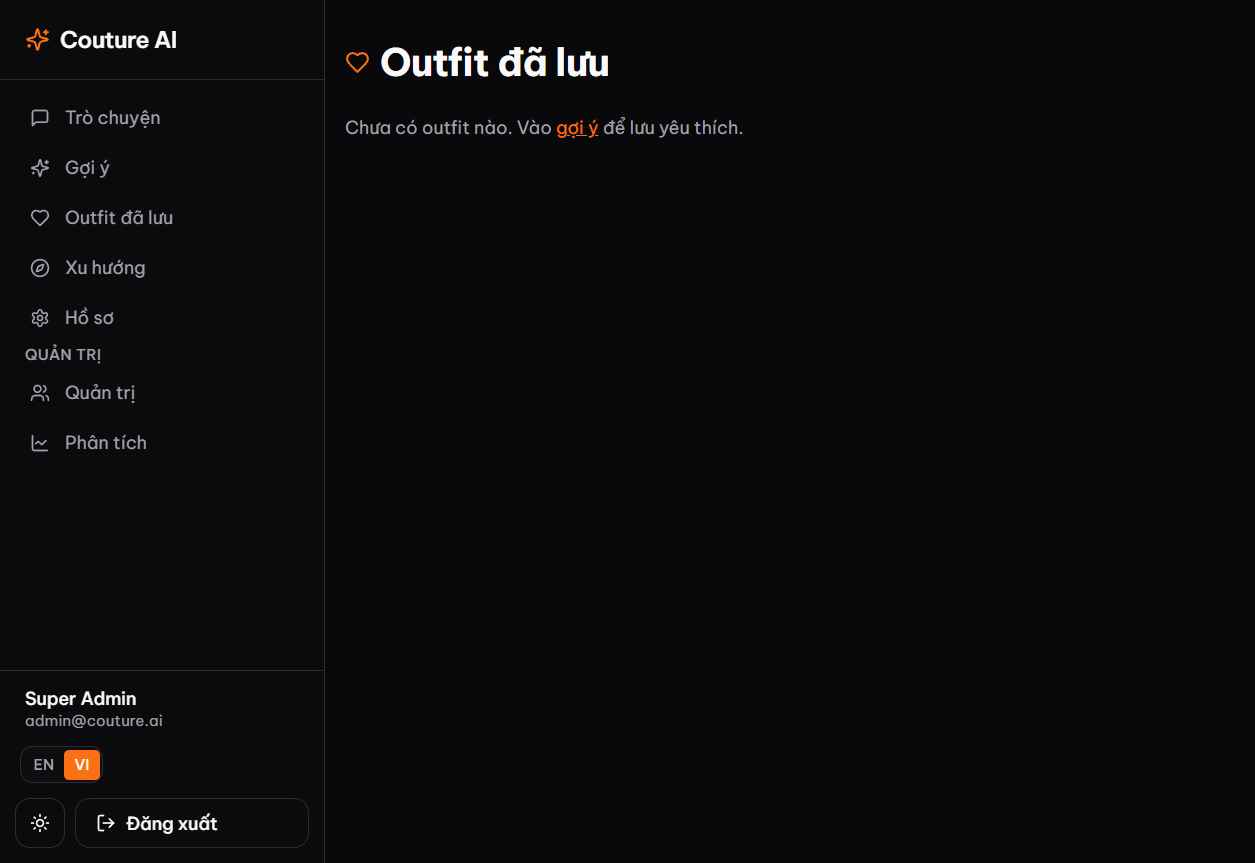 Couture AI
Trò chuyện
Gợi ý
Outfit đã lưu
Xu hướng
Hồ sơ
QUẢN TRỊ
Quản trị
Phân tích
Super Admin
admin@couture.ai
EN VI
Đăng xuất
Outfit đã lưu
Chưa có outfit nào. Vào gợi ý để lưu yêu thích.